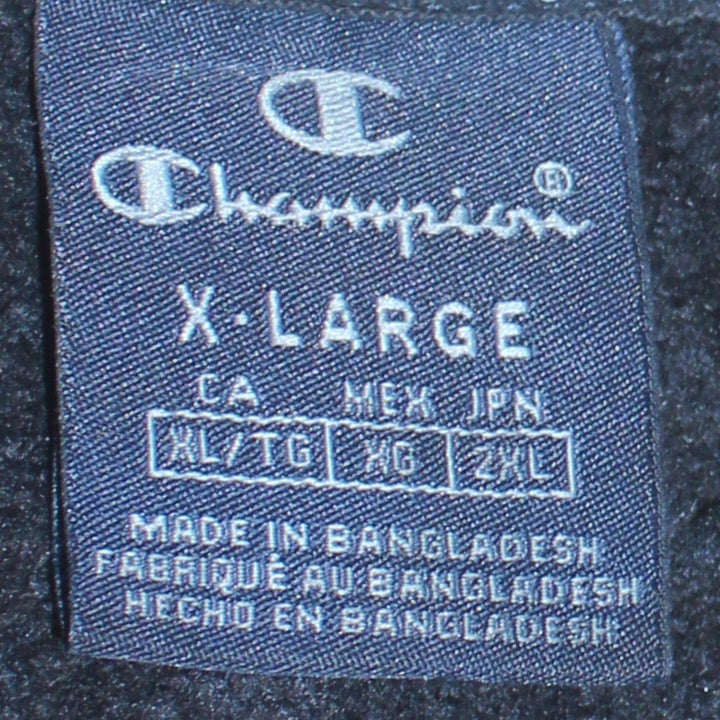 C
Champion®
X-LARGE
CA MEX JPN
XL/TG XG 2XL
MADE IN BANGLADESH
FABRIQUÉ AU BANGLADESH
HECHO EN BANGLADESH